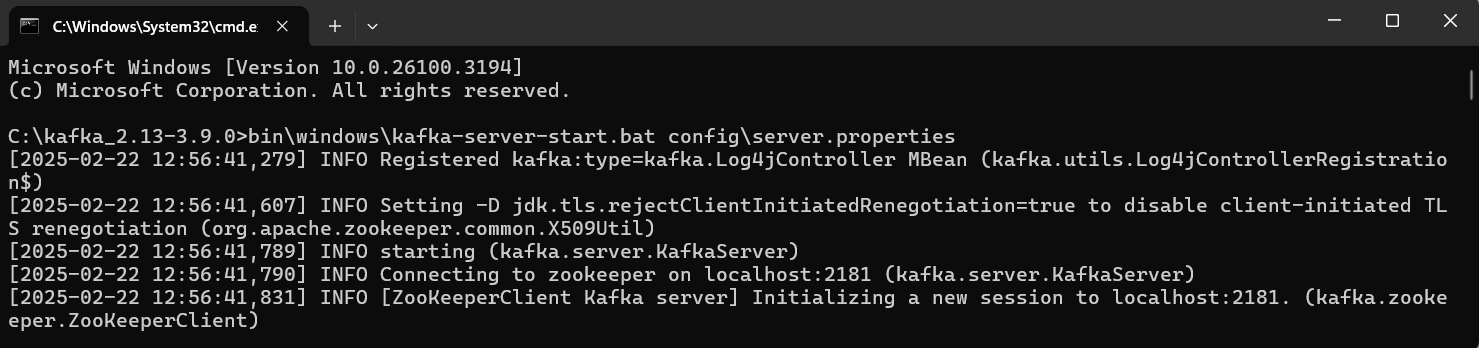 C:\Windows\System32\cmd.e
Microsoft Windows [Version 10.0.26100.3194]
(c) Microsoft Corporation. All rights reserved.
C:\kafka_2.13-3.9.0>bin\windows\kafka-server-start.bat config\server.properties
[2025-02-22 12:56:41,279] INFO Registered kafka:type=kafka.Log4jController MBean (kafka.utils.Log4jControllerRegistratio
n$)
[2025-02-22 12:56:41,607] INFO Setting -D jdk.tls.rejectClientInitiatedRenegotiation=true to disable client-initiated TL
S renegotiation (org.apache.zookeeper.common.X509Util)
[2025-02-22 12:56:41,789] INFO starting (kafka.server.KafkaServer)
[2025-02-22 12:56:41,790] INFO Connecting to zookeeper on localhost:2181 (kafka.server.KafkaServer)
[2025-02-22 12:56:41,831] INFO [ZooKeeperClient Kafka server] Initializing a new session to localhost:2181. (kafka.zooke
eper.ZooKeeperClient)